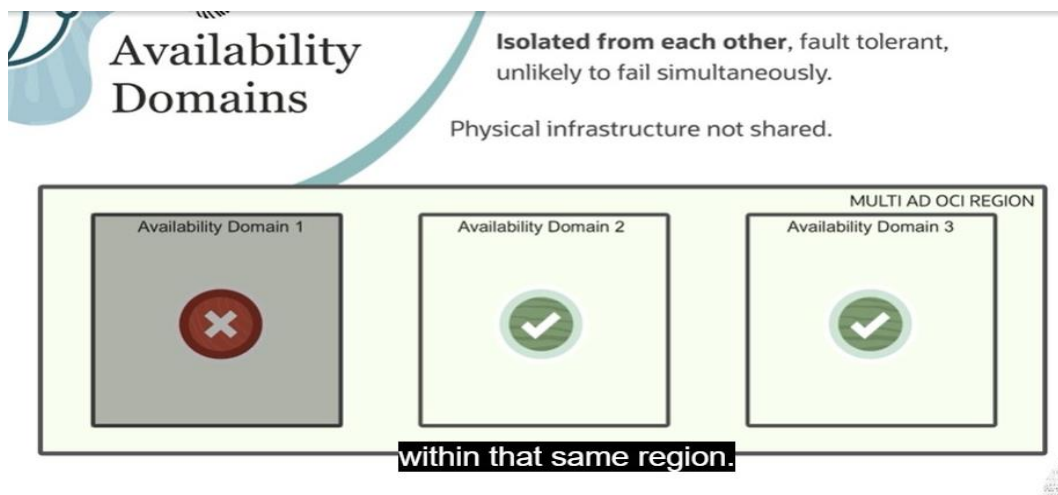 Availability
Domains
Isolated from each other, fault tolerant,
unlikely to fail simultaneously.
Physical infrastructure not shared.
MULTI AD OCI REGION
Availability Domain 1
Availability Domain 2
Availability Domain 3
within that same region.